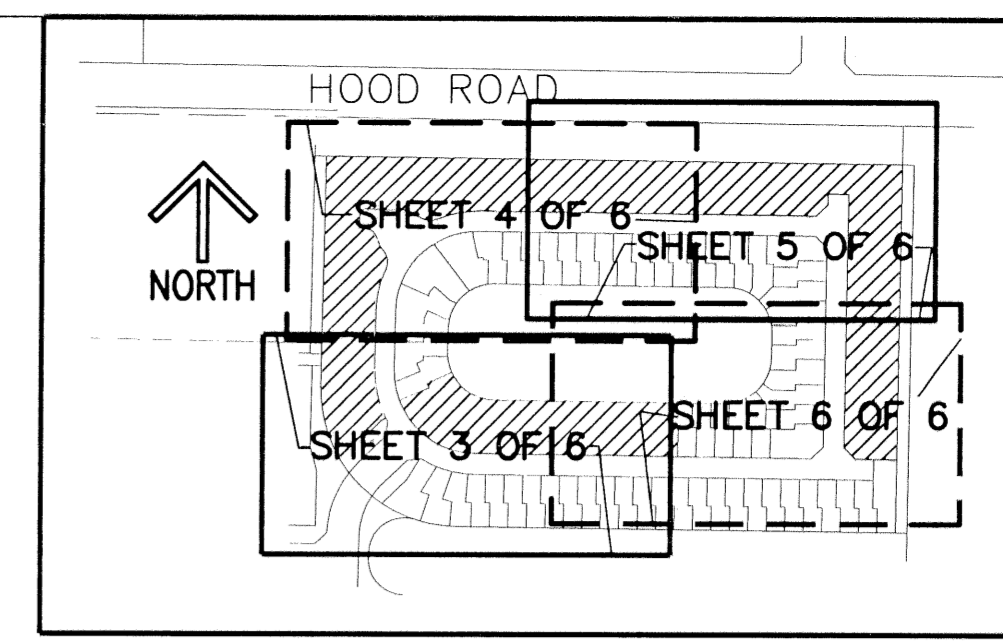 HOOD ROAD
SHEET 4 OF 6
SHEET 5 OF 6
NORTH
SHEET 6 OF 6
SHEET 3 OF 6